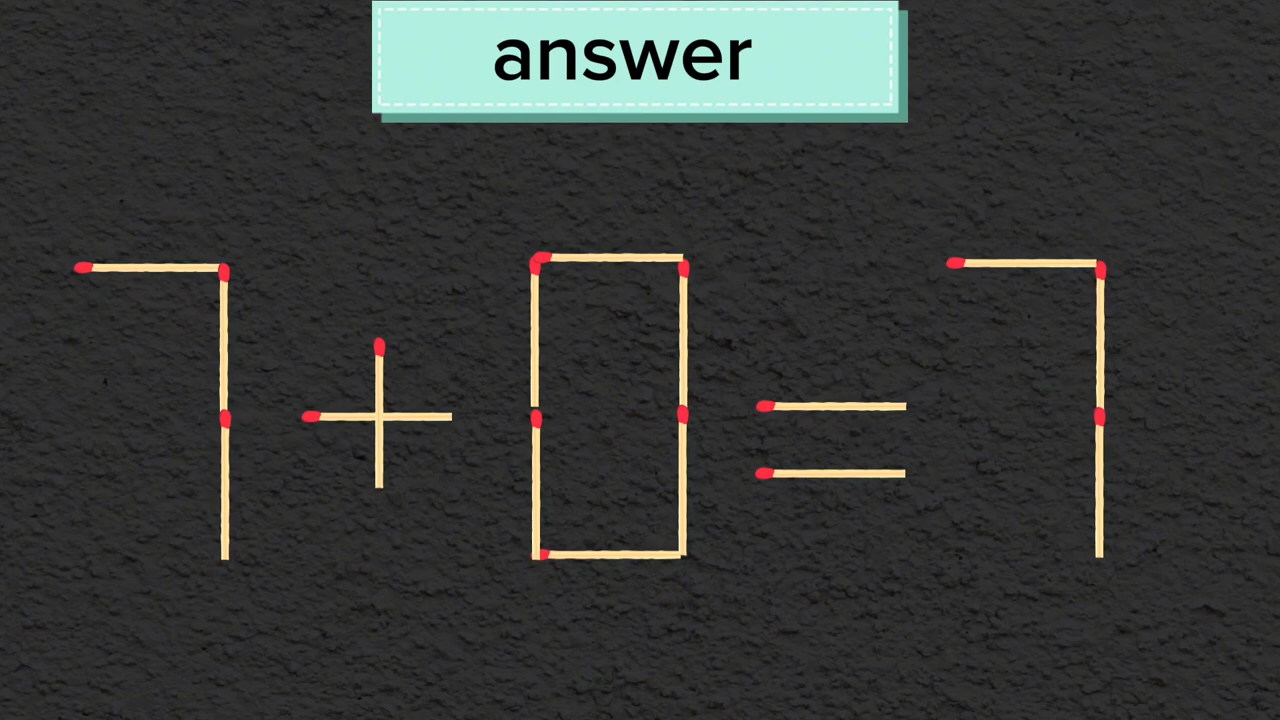 answer
7 + 0 = 7